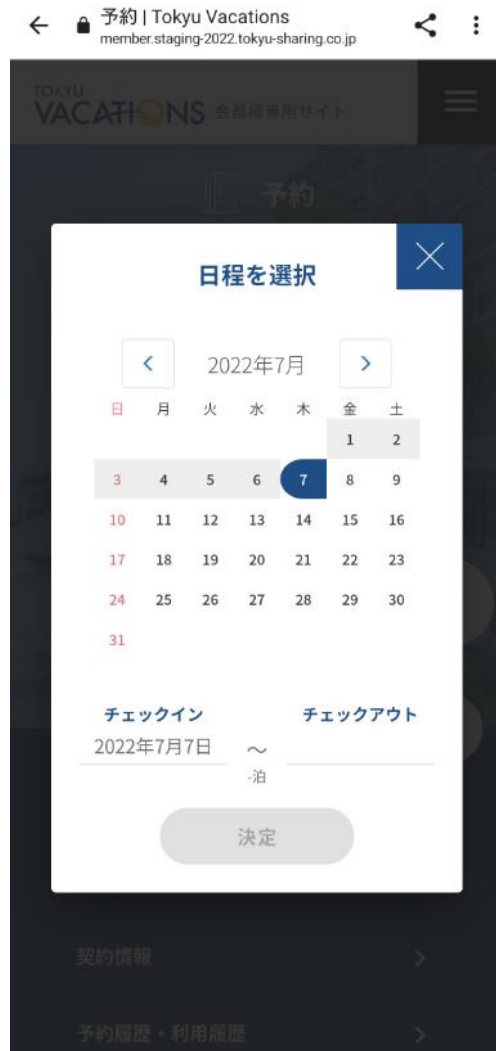 予約 | Tokyu Vacations
member.staging-2022.tokyu-sharing.co.jp
TOKYU
VACATIONS 会員様専用サイト
予約
日程を選択
2022年7月
日 月 火 水 木 金 土
1 2
3 4 5 6 7 8 9
10 11 12 13 14 15 16
17 18 19 20 21 22 23
24 25 26 27 28 29 30
31
チェックイン チェックアウト
2022年7月7日 ～
-泊
決定
契約情報
予約履歴・利用履歴